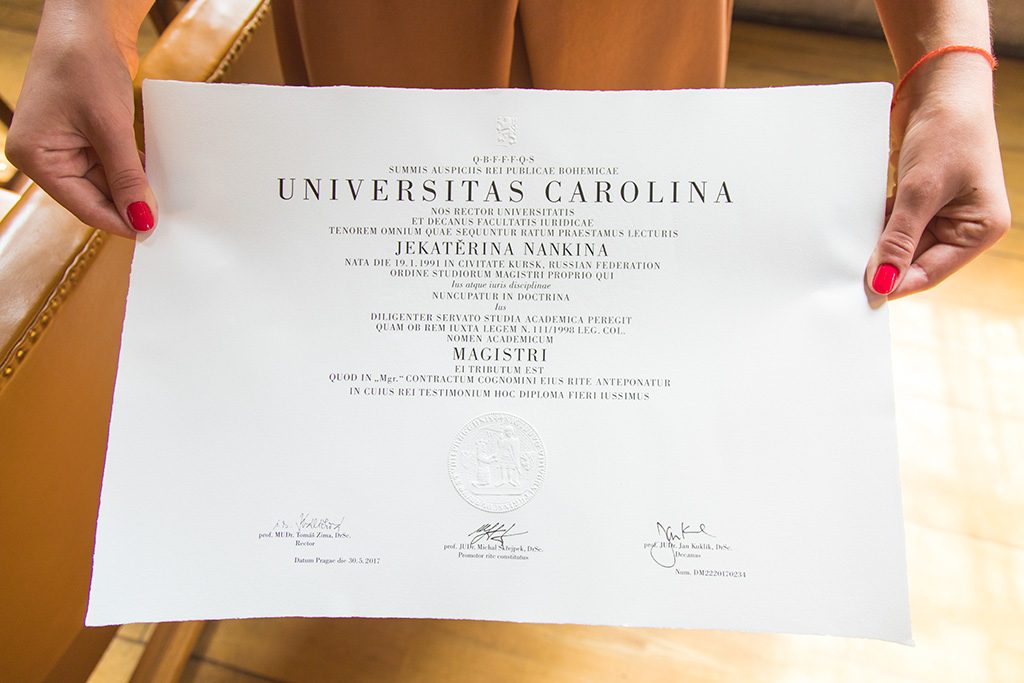 Q·B·F·F·F·Q·S
SUMMIS AUSPICIIS REI PUBLICAE BOHEMICAE
UNIVERSITAS CAROLINA
NOS RECTOR UNIVERSITATIS
ET DECANUS FACULTATIS IURIDICAE
TENOREM OMNIUM QUAE SEQUUNTUR RATUM PRAESTAMUS LECTURIS
JEKATĚRINA NANKINA
NATA DIE 19. 1. 1991 IN CIVITATE KURSK, RUSSIAN FEDERATION
ORDINE STUDIORUM MAGISTRI PROPRIO QUI
Ius atque iuris disciplinae
NUNCUPATUR IN DOCTRINA
Ius
DILIGENTER SERVATO STUDIA ACADEMICA PEREGIT
QUAM OB REM IUXTA LEGEM N. 111/1998 LEG. COL.
NOMEN ACADEMICUM
MAGISTRI
EI TRIBUTUM EST
QUOD IN „Mgr.“ CONTRACTUM COGNOMINI EIUS RITE ANTEPONATUR
IN CUIUS REI TESTIMONIUM HOC DIPLOMA FIERI IUSSIMUS
prof. MUDr. Tomáš Zima, DrSc.
Rector
Datum Pragae die 30. 5. 2017
prof. JUDr. Michal Skřejpek, DrSc.
Promotor rite constitutus
prof. JUDr. Jan Kuklík, DrSc.
Decanus
Num. DM2220170234